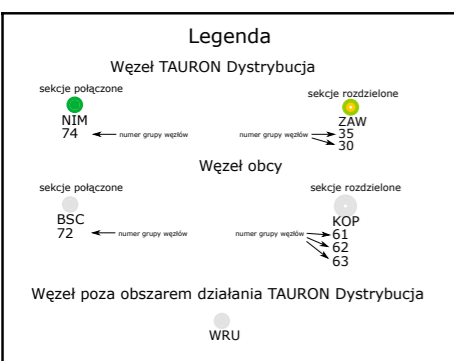 Legenda
Węzeł TAURON Dystrybucja
sekcje połączone
sekcje rozdzielone
NIM
74
numer grupy węzłów
numer grupy węzłów
ZAW
35
30
Węzeł obcy
sekcje połączone
sekcje rozdzielone
BSC
72
numer grupy węzłów
numer grupy węzłów
KOP
61
62
63
Węzeł poza obszarem działania TAURON Dystrybucja
WRU